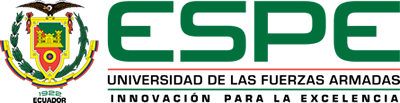 ESPE
UNIVERSIDAD DE LAS FUERZAS ARMADAS
INNOVACIÓN PARA LA EXCELENCIA
1922
ECUADOR